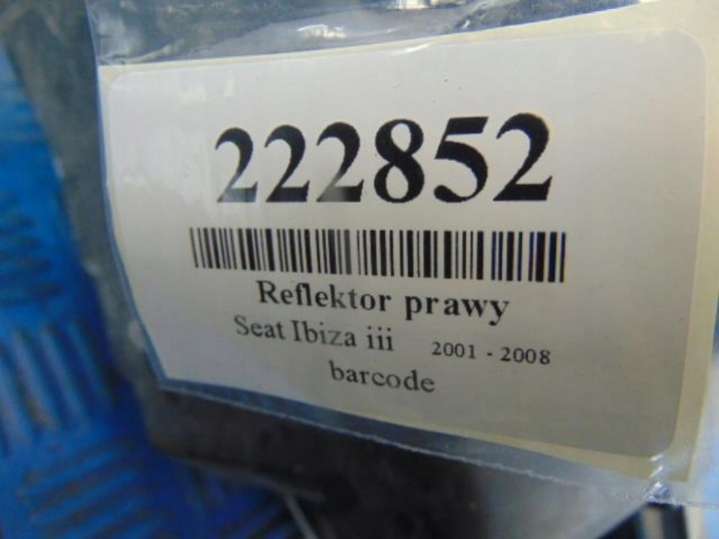 222852
Reflektor prawy
Seat Ibiza iii 2001 - 2008
barcode